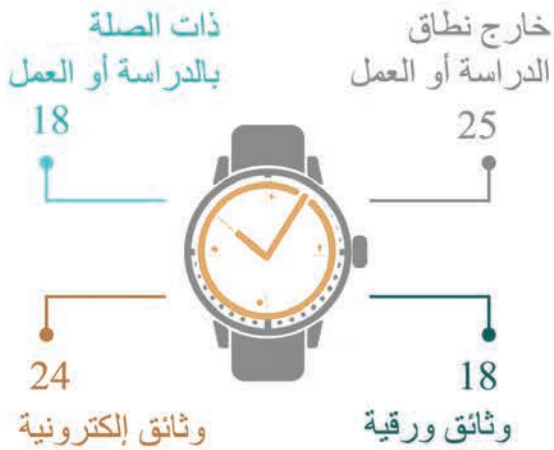 خارج نطاق
الدراسة أو العمل
25
ذات الصلة
بالدراسة أو العمل
18
18
وثائق ورقية
24
وثائق إلكترونية